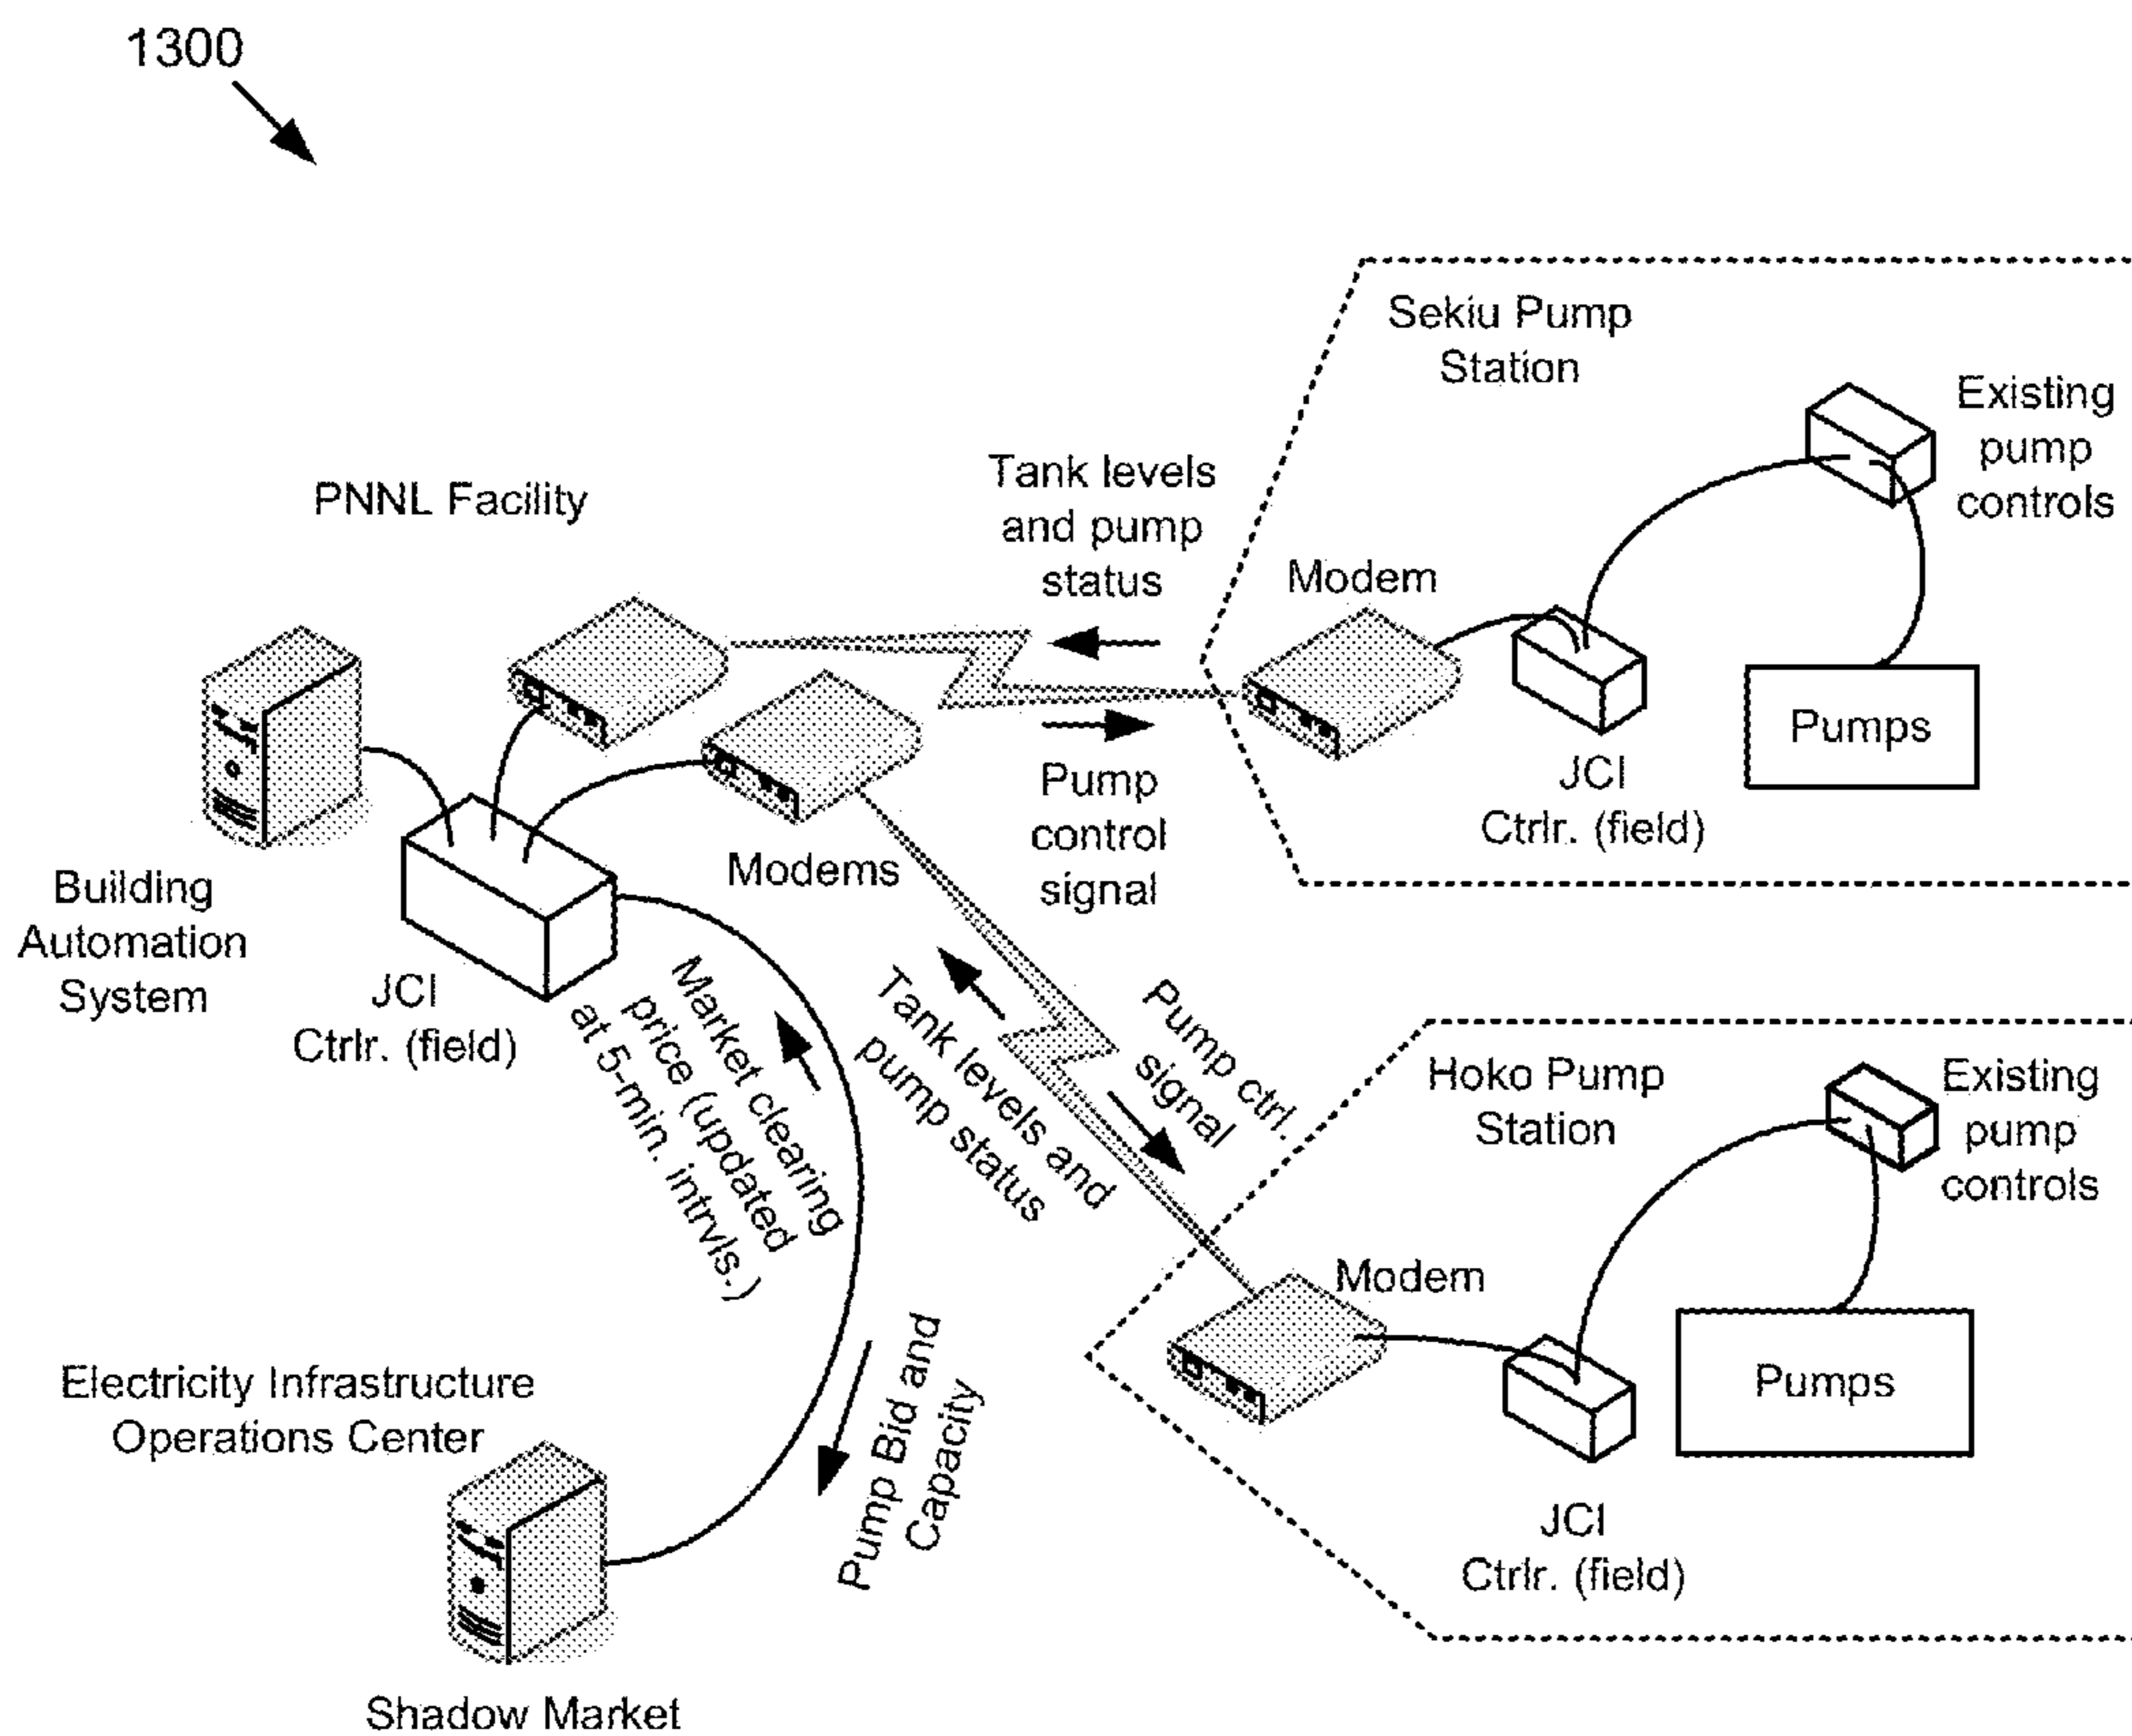 1300
Sekiu Pump
Station
Existing
pump
controls
Tank levels
and pump
status
PNNL Facility
Modem
Pumps
JCI
Ctrlr. (field)
Pump
control
signal
Modems
Building
Automation
System
JCI
Ctrlr. (field)
Market clearing
price (updated
at 5-min. intrvls.)
Tank levels and
pump status
Pump ctrl.
signal
Hoko Pump
Station
Existing
pump
controls
Modem
Pumps
JCI
Ctrlr. (field)
Pump Bid and
Capacity
Electricity Infrastructure
Operations Center
Shadow Market